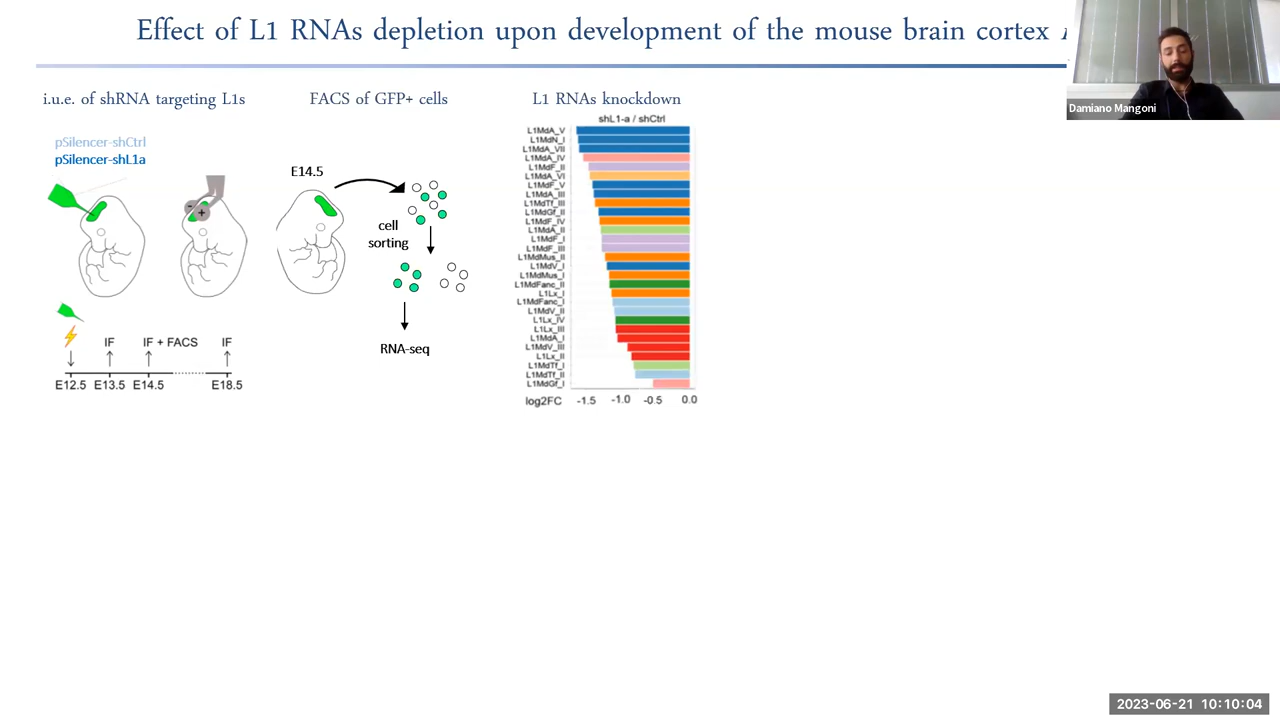 Effect of L1 RNAs depletion upon development of the mouse brain cortex
Damiano Mangoni
i.u.e. of shRNA targeting L1s
FACS of GFP+ cells
L1 RNAs knockdown
pSilencer-shCtrl
pSilencer-shL1a
E14.5
cell
sorting
RNA-seq
IF
IF + FACS
IF
E12.5
E13.5
E14.5
E18.5
shL1-a / shCtrl
L1MdA_V
L1MdN_I
L1MdA_VII
L1MdA_IV
L1MdF_II
L1MdA_VI
L1MdF_V
L1MdA_III
L1MdTf_III
L1MdGf_II
L1MdF_IV
L1MdA_II
L1MdF_I
L1MdF_III
L1MdMus_II
L1MdV_I
L1MdMus_I
L1MdFanc_II
L1Lx_I
L1MdFanc_I
L1MdV_II
L1Lx_IV
L1Lx_III
L1MdA_I
L1MdV_III
L1Lx_II
L1MdTf_I
L1MdTf_II
L1MdGf_I
log2FC
-1.5
-1.0
-0.5
0.0
2023-06-21 10:10:04